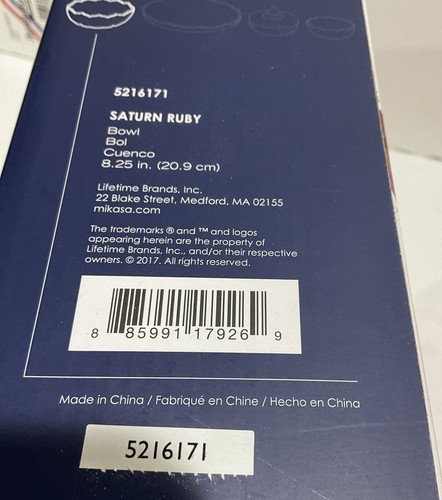 5216171
SATURN RUBY
Bowl
Bol
Cuenco
8.25 in. (20.9 cm)
Lifetime Brands, Inc.
22 Blake Street, Medford, MA 02155
mikasa.com
The trademarks ® and ™ and logos
appearing herein are the property of
Lifetime Brands, Inc., and/or their respective
owners. © 2017. All rights reserved.
8 85991 17926 9
Made in China / Fabriqué en Chine / Hecho en China
5216171